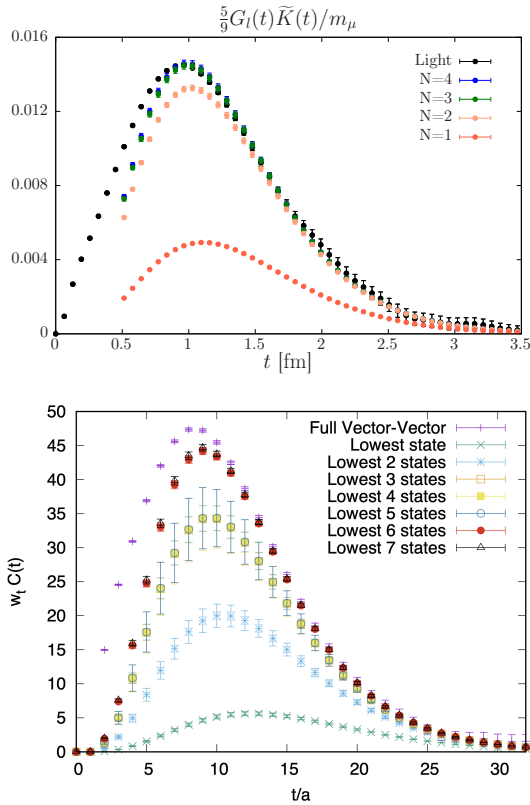 5/9 G_l(t)K̃(t)/m_μ
0.016
0.012
0.008
0.004
0
Light
N=4
N=3
N=2
N=1
0 0.5 1 1.5 2 2.5 3 3.5
t [fm]
50
45
40
35
30
25
20
15
10
5
0
w_t C(t)
Full Vector-Vector
Lowest state
Lowest 2 states
Lowest 3 states
Lowest 4 states
Lowest 5 states
Lowest 6 states
Lowest 7 states
0 5 10 15 20 25 30
t/a